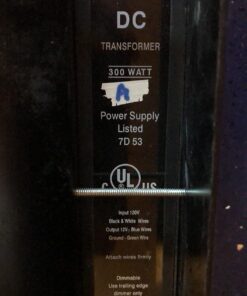 DC
TRANSFORMER
300 WATT
A
Power Supply
Listed
7D 53
C UL US
Input 120V
Black & White Wires
Output 12V - Blue Wires
Ground - Green Wire
Attach wires firmly
Dimmable
Use trailing edge
dimmer only